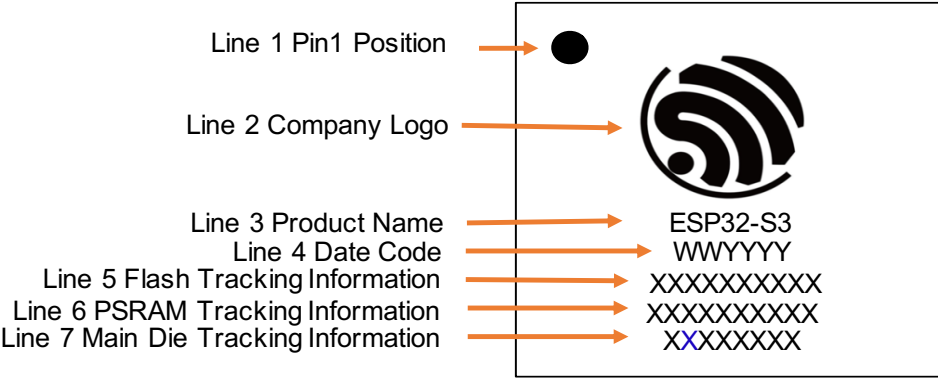 Line 1 Pin1 Position
Line 2 Company Logo
Line 3 Product Name ESP32-S3
Line 4 Date Code WWYYYY
Line 5 Flash Tracking Information XXXXXXXXXX
Line 6 PSRAM Tracking Information XXXXXXXXXX
Line 7 Main Die Tracking Information XXXXXXXX